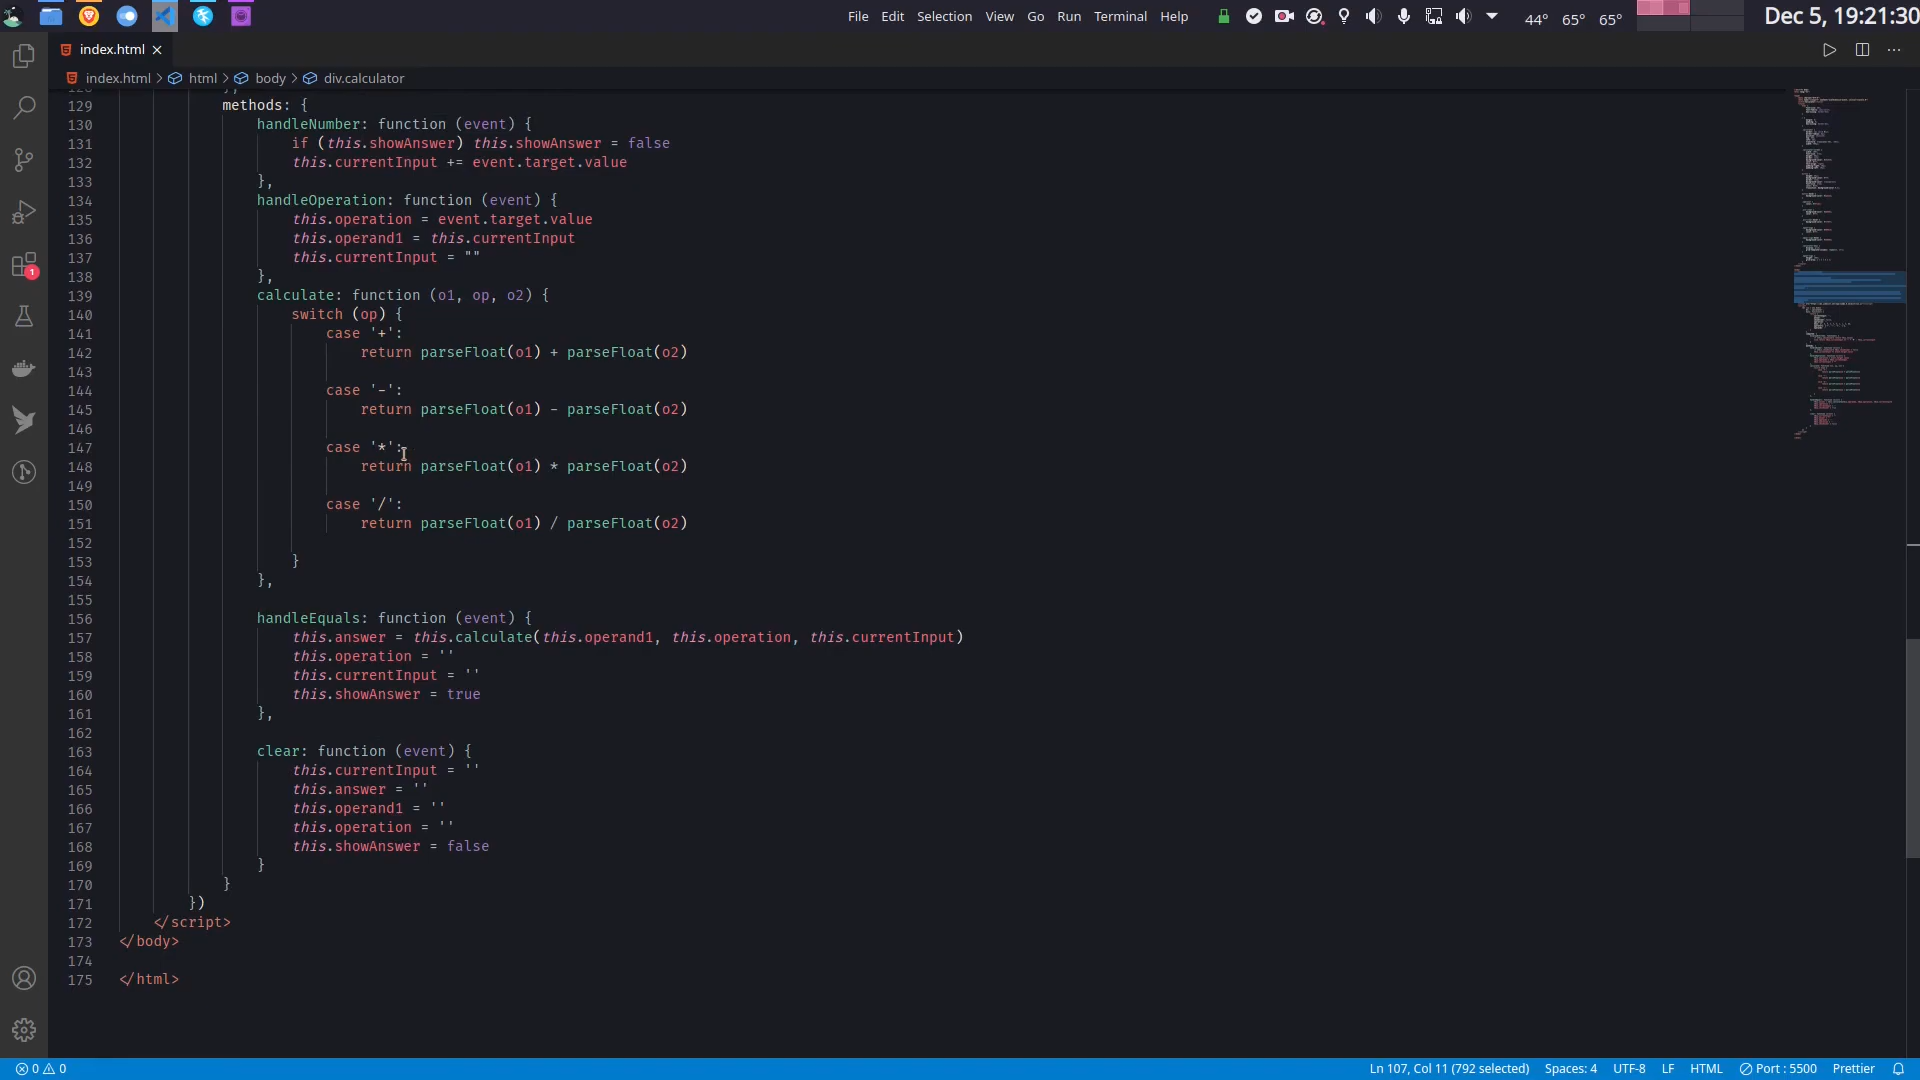 File Edit Selection View Go Run Terminal Help 44° 65° 65° Dec 5, 19:21:30
index.html
index.html > html > body > div.calculator
129 methods: {
130 handleNumber: function (event) {
131 if (this.showAnswer) this.showAnswer = false
132 this.currentInput += event.target.value
133 },
134 handleOperation: function (event) {
135 this.operation = event.target.value
136 this.operand1 = this.currentInput
137 this.currentInput = ""
138 },
139 calculate: function (o1, op, o2) {
140 switch (op) {
141 case '+':
142 return parseFloat(o1) + parseFloat(o2)
143
144 case '-':
145 return parseFloat(o1) - parseFloat(o2)
146
147 case '*':
148 return parseFloat(o1) * parseFloat(o2)
149
150 case '/':
151 return parseFloat(o1) / parseFloat(o2)
152
153 }
154 },
155
156 handleEquals: function (event) {
157 this.answer = this.calculate(this.operand1, this.operation, this.currentInput)
158 this.operation = ''
159 this.currentInput = ''
160 this.showAnswer = true
161 },
162
163 clear: function (event) {
164 this.currentInput = ''
165 this.answer = ''
166 this.operand1 = ''
167 this.operation = ''
168 this.showAnswer = false
169 }
170 }
171 })
172 </script>
173 </body>
174
175 </html>
1
0 0 Ln 107, Col 11 (792 selected) Spaces: 4 UTF-8 LF HTML Port : 5500 Prettier